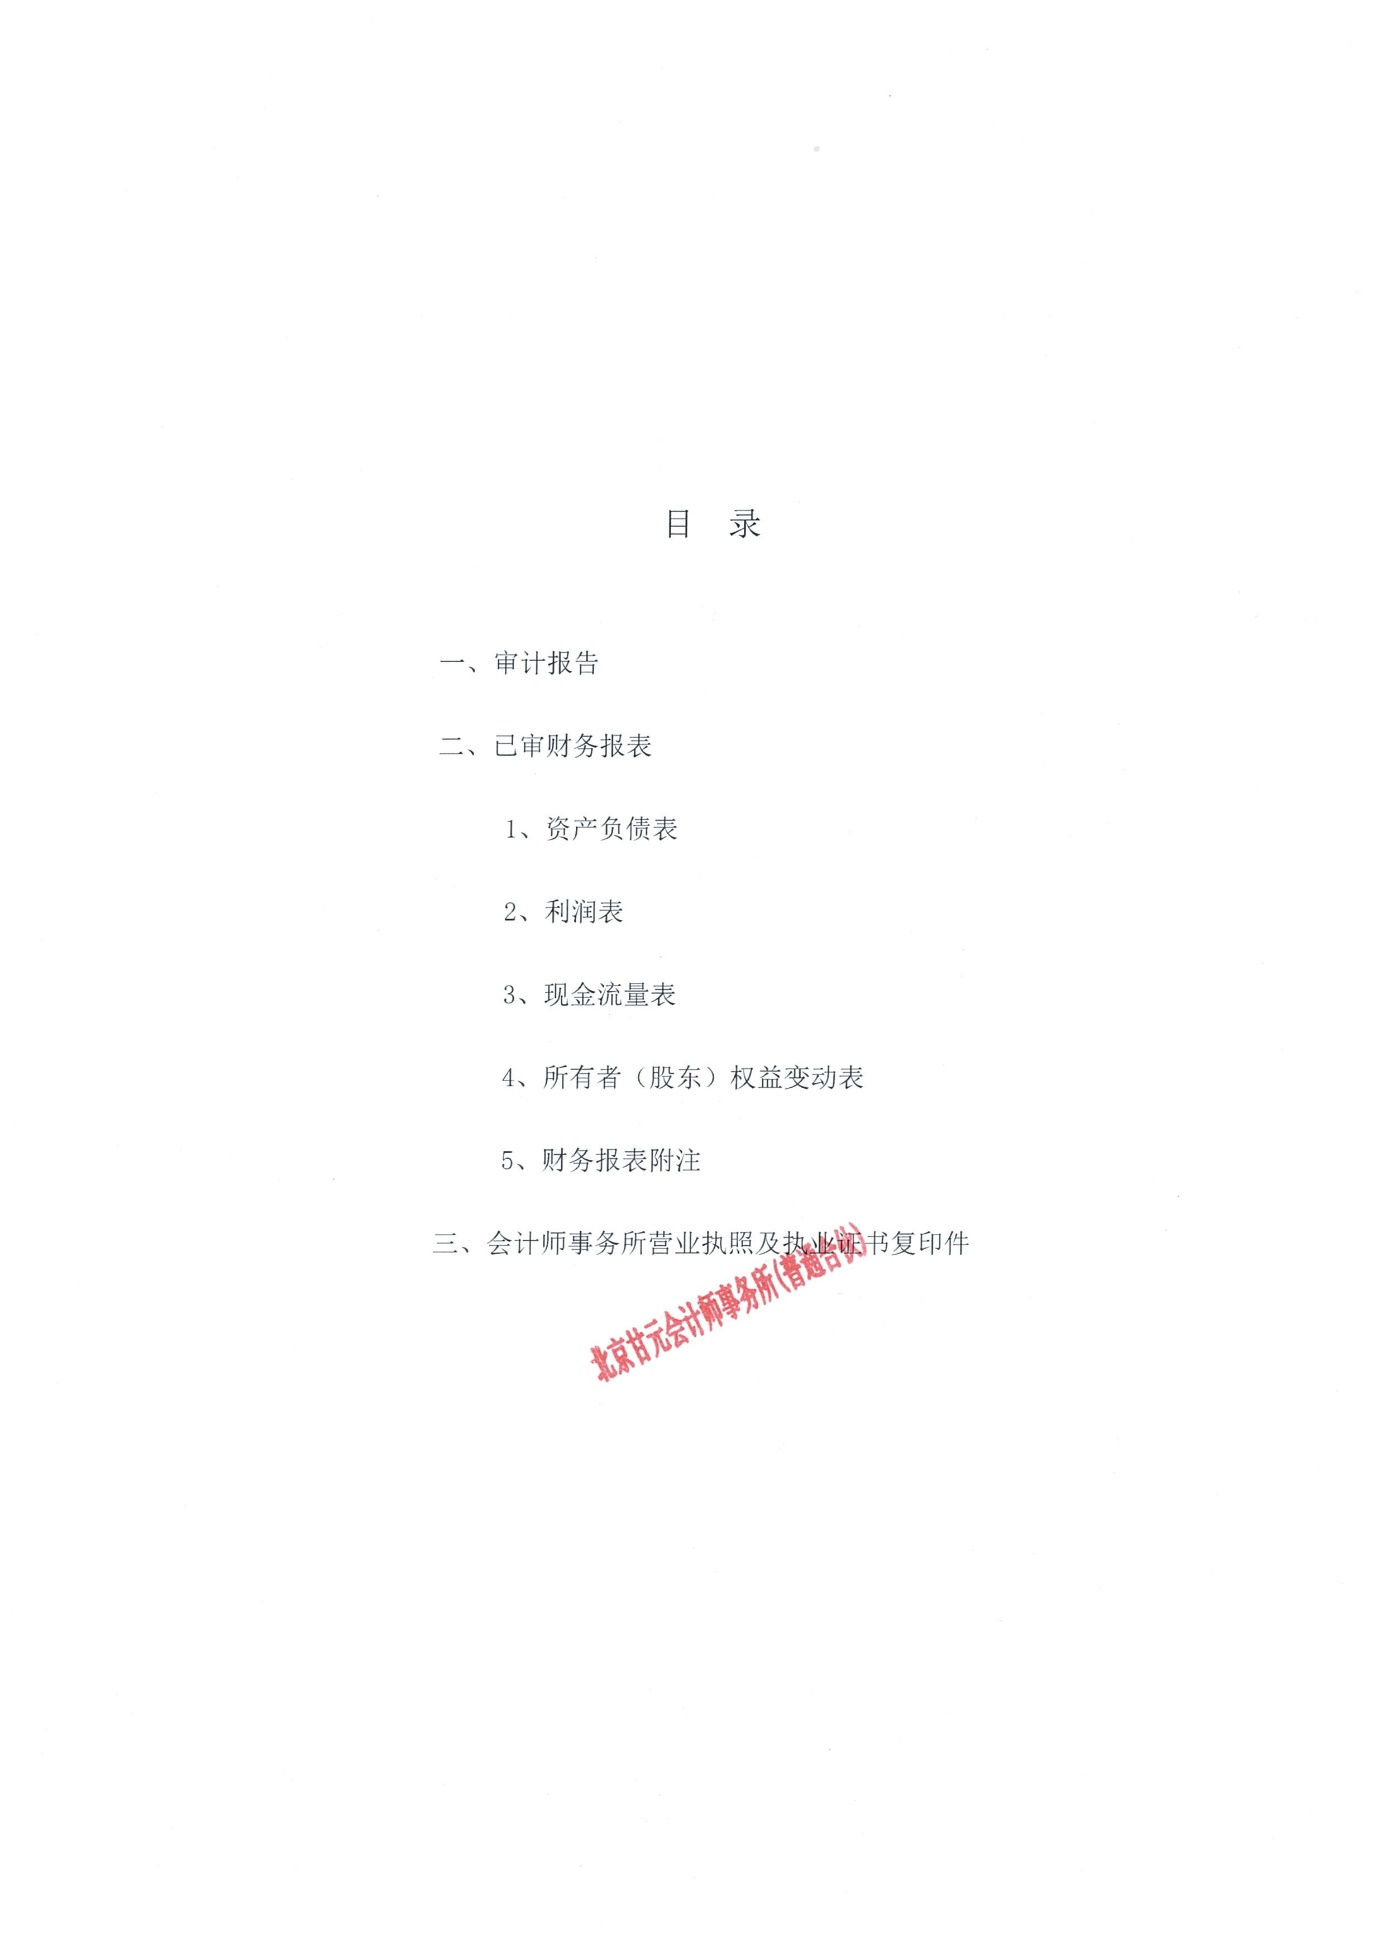 目 录
一、审计报告
二、已审财务报表
1、资产负债表
2、利润表
3、现金流量表
4、所有者（股东）权益变动表
5、财务报表附注
三、会计师事务所营业执照及执业证书复印件
北京甘元会计师事务所(普通合伙)